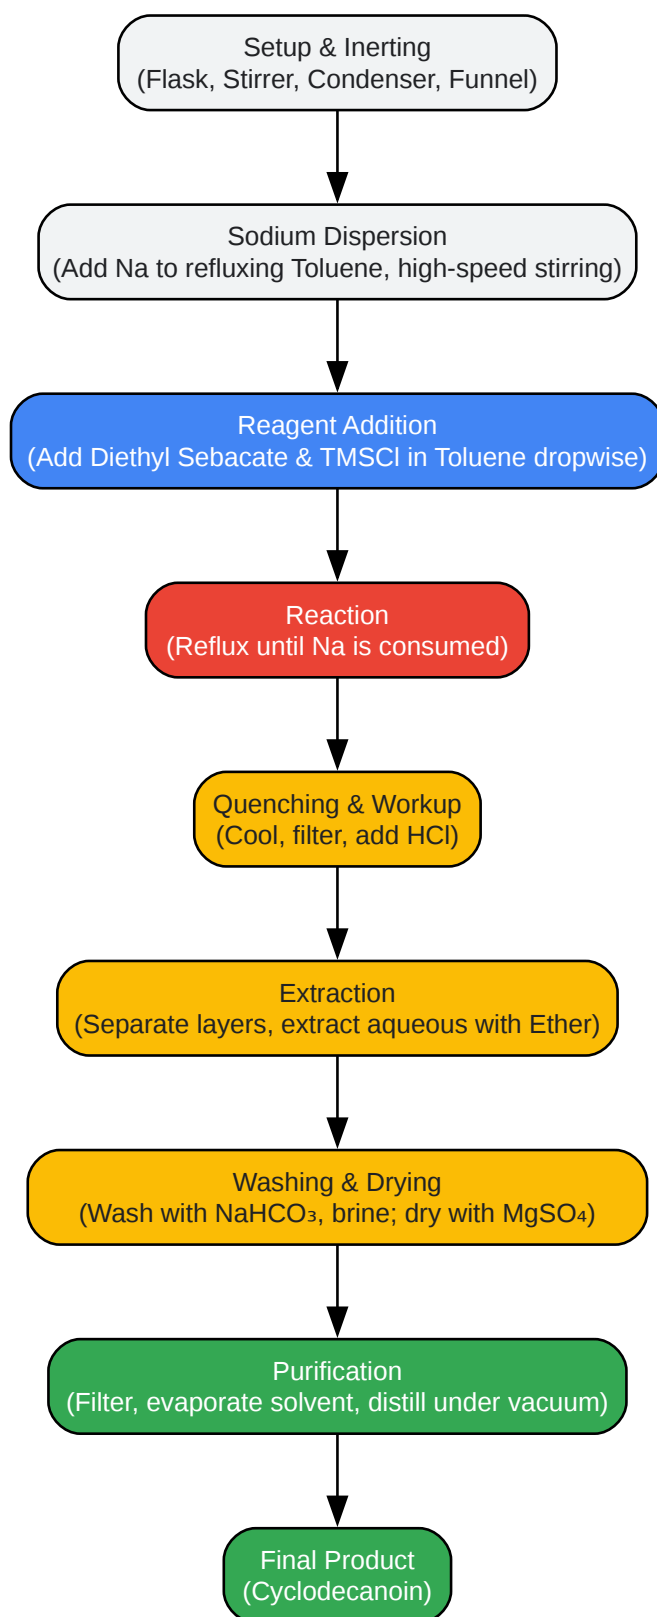 Setup & Inerting
(Flask, Stirrer, Condenser, Funnel)
Sodium Dispersion
(Add Na to refluxing Toluene, high-speed stirring)
Reagent Addition
(Add Diethyl Sebacate & TMSCl in Toluene dropwise)
Reaction
(Reflux until Na is consumed)
Quenching & Workup
(Cool, filter, add HCl)
Extraction
(Separate layers, extract aqueous with Ether)
Washing & Drying
(Wash with NaHCO₃, brine; dry with MgSO₄)
Purification
(Filter, evaporate solvent, distill under vacuum)
Final Product
(Cyclodecanoin)